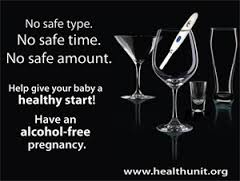 No safe type.
No safe time.
No safe amount.
Help give your baby a
healthy start!
Have an
alcohol-free
pregnancy.
www.healthunit.org